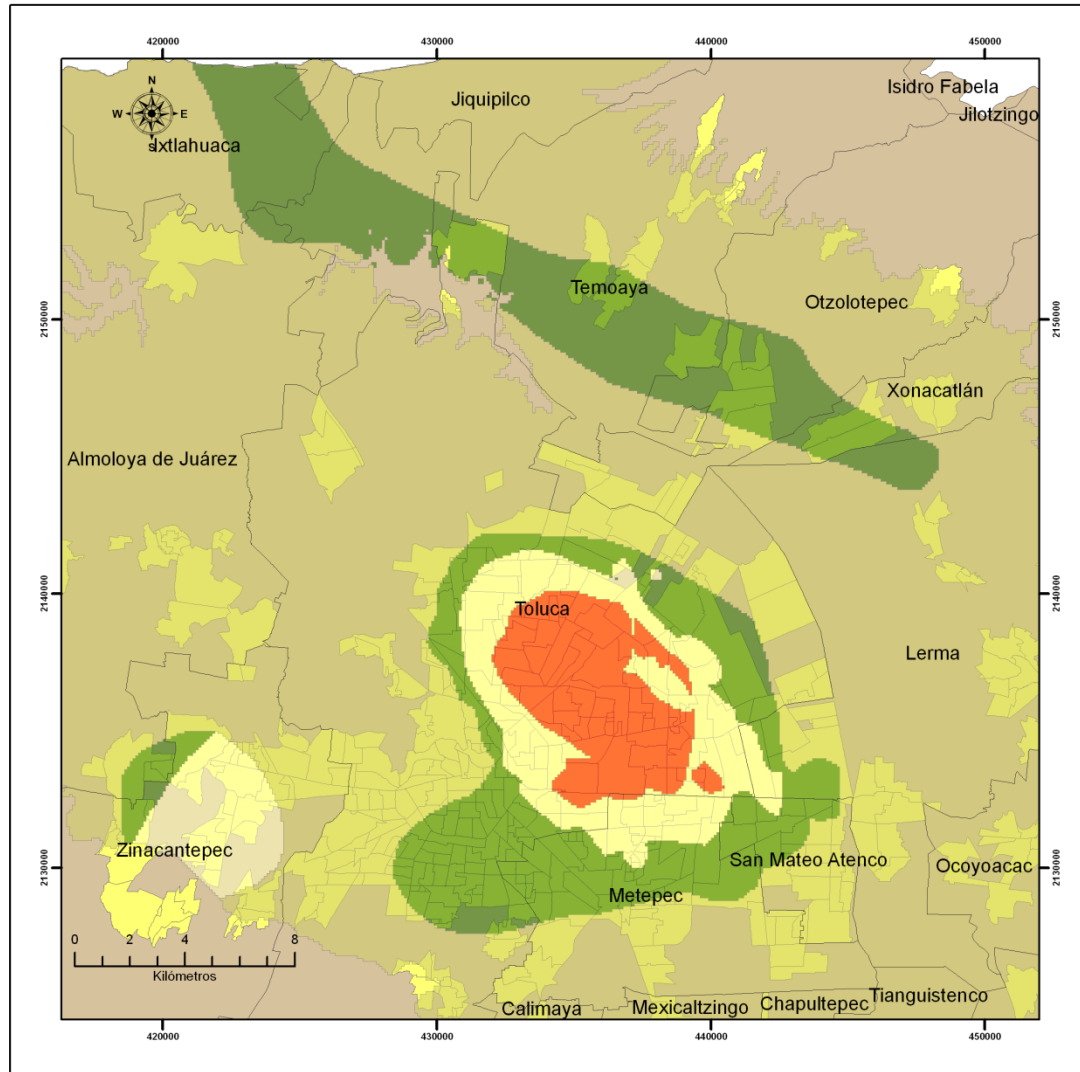 420000 430000 440000 450000
Isidro Fabela
Jiquipilco
Jilotzingo
N
W E
S
Ixtlahuaca
Temoaya
Otzolotepec
2150000 2150000
Xonacatlán
Almoloya de Juárez
2140000 2140000
Toluca
Lerma
Zinacantepec
San Mateo Atenco
Ocoyoacac
2130000 2130000
Metepec
0 2 4 8
Kilómetros
Tianguistenco
Calimaya Mexicaltzingo Chapultepec
420000 430000 440000 450000